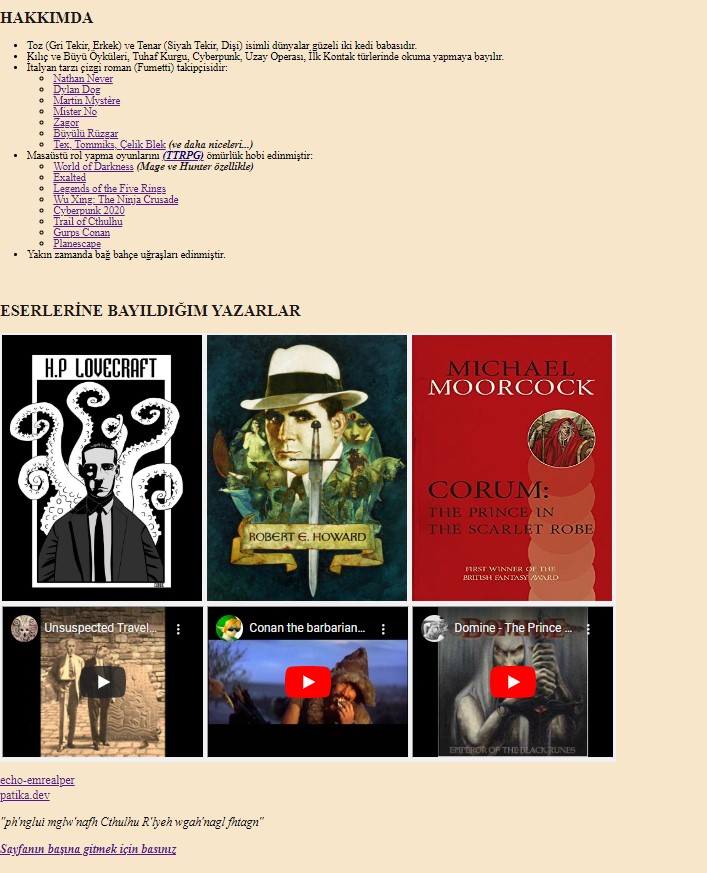 HAKKIMDA
Toz (Gri Tekir, Erkek) ve Tenar (Siyah Tekir, Dişi) isimli dünyalar güzeli iki kedi babasıdır.
Kılıç ve Büyü Öyküleri, Tuhaf Kurgu, Cyberpunk, Uzay Operası, İlk Kontak türlerinde okuma yapmaya bayılır.
İtalyan tarzı çizgi roman (Fumetti) takipçisidir:
Nathan Never
Dylan Dog
Martin Mystère
Mister No
Zagor
Büyülü Rüzgar
Tex, Tommiks, Çelik Blek (ve daha niceleri...)
Masaüstü rol yapma oyunlarını (TTRPG) ömürlük hobi edinmiştir:
World of Darkness (Mage ve Hunter özellikle)
Exalted
Legends of the Five Rings
Wu Xing: The Ninja Crusade
Cyberpunk 2020
Trail of Cthulhu
Gurps Conan
Planescape
Yakın zamanda bağ bahçe uğraşları edinmiştir.
ESERLERİNE BAYILDIĞIM YAZARLAR
H.P LOVECRAFT
ROBERT E. HOWARD
MICHAEL
MOORCOCK
CORUM:
THE PRINCE IN
THE SCARLET ROBE
FIRST WINNER OF THE
BRITISH FANTASY AWARD
Unsuspected Travel...
Conan the barbarian...
Domine - The Prince ...
EMPEROR OF THE BLACK RUNES
echo-emrealper
patika.dev
"ph'nglui mglw'nafh Cthulhu R'lyeh wgah'nagl fhtagn"
Sayfanın başına gitmek için basınız